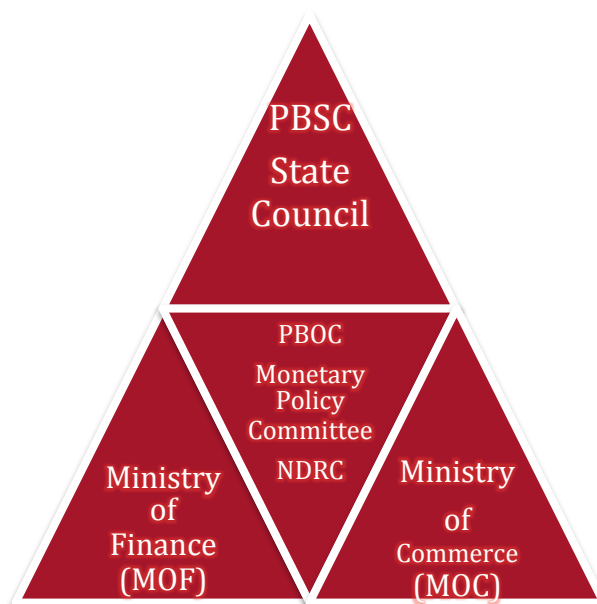 PBSC
State
Council
PBOC
Monetary
Policy
Committee
NDRC
Ministry
of
Finance
(MOF)
Ministry
of
Commerce
(MOC)